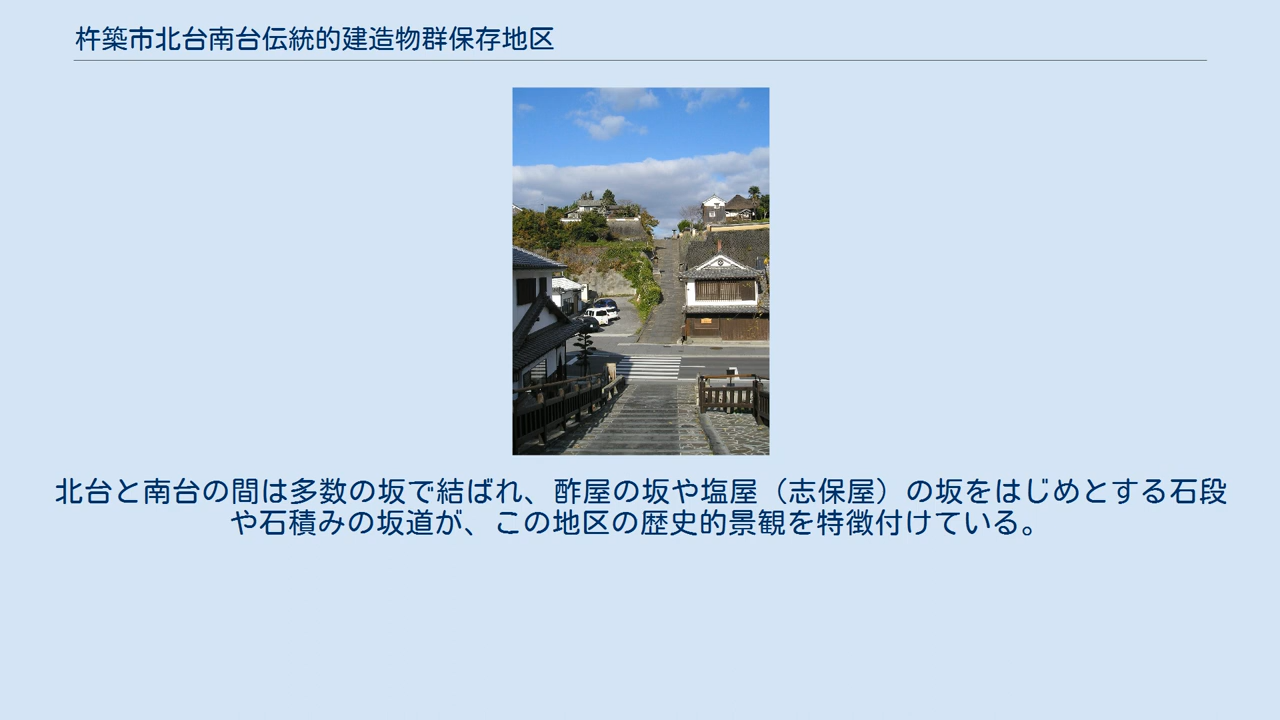 杵築市北台南台伝統的建造物群保存地区
北台と南台の間は多数の坂で結ばれ、酢屋の坂や塩屋（志保屋）の坂をはじめとする石段
や石積みの坂道が、この地区の歴史的景観を特徴付けている。